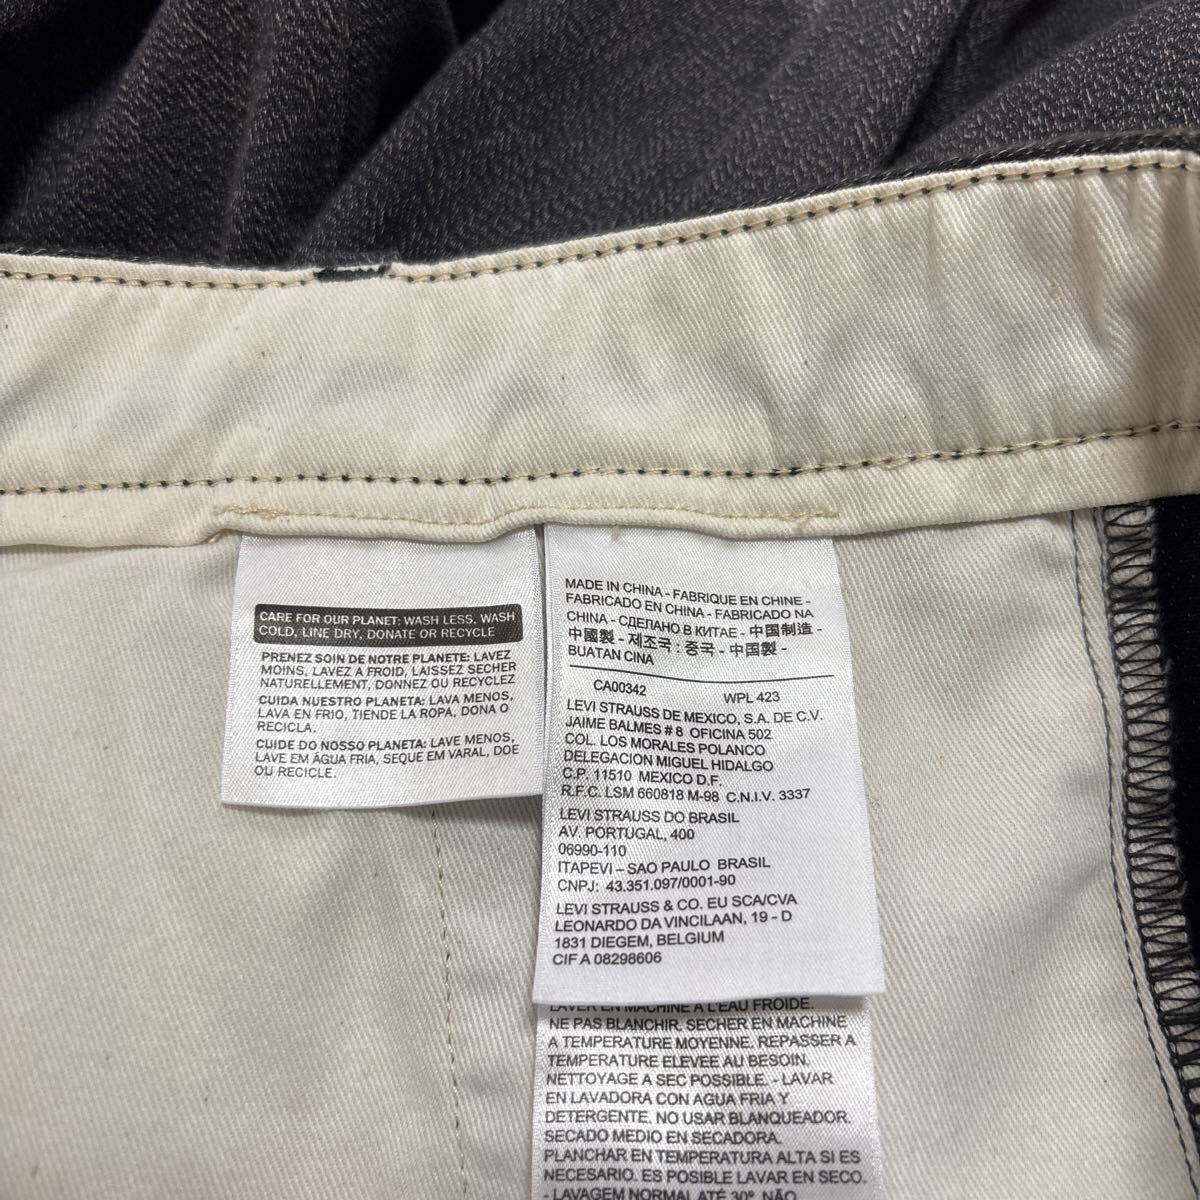 CARE FOR OUR PLANET: WASH LESS, WASH
COLD, LINE DRY, DONATE OR RECYCLE
PRENEZ SOIN DE NOTRE PLANETE: LAVEZ
MOINS, LAVEZ A FROID, LAISSEZ SECHER
NATURELLEMENT, DONNEZ OU RECYCLEZ
CUIDA NUESTRO PLANETA: LAVA MENOS,
LAVA EN FRIO, TIENDE LA ROPA, DONA O
RECICLA.
CUIDE DO NOSSO PLANETA: LAVE MENOS,
LAVE EM ÁGUA FRIA, SEQUE EM VARAL, DOE
OU RECICLE.
MADE IN CHINA - FABRIQUE EN CHINE -
FABRICADO EN CHINA - FABRICADO NA
CHINA - СДЕЛАНО В КИТАЕ - 中国制造 -
中國製 - 제조국 : 중국 - 中国製 -
BUATAN CINA
CA00342 WPL 423
LEVI STRAUSS DE MEXICO, S.A. DE C.V.
JAIME BALMES # 8 OFICINA 502
COL. LOS MORALES POLANCO
DELEGACION MIGUEL HIDALGO
C.P. 11510 MEXICO D.F.
R.F.C. LSM 660818 M-98 C.N.I.V. 3337
LEVI STRAUSS DO BRASIL
AV. PORTUGAL, 400
06990-110
ITAPEVI – SAO PAULO BRASIL
CNPJ: 43.351.097/0001-90
LEVI STRAUSS & CO. EU SCA/CVA
LEONARDO DA VINCILAAN, 19 - D
1831 DIEGEM, BELGIUM
CIF A 08298606
LAVER EN MACHINE A L'EAU FROIDE.
NE PAS BLANCHIR. SECHER EN MACHINE
A TEMPERATURE MOYENNE. REPASSER A
TEMPERATURE ELEVEE AU BESOIN.
NETTOYAGE A SEC POSSIBLE. - LAVAR
EN LAVADORA CON AGUA FRIA Y
DETERGENTE. NO USAR BLANQUEADOR.
SECADO MEDIO EN SECADORA.
PLANCHAR EN TEMPERATURA ALTA SI ES
NECESARIO. ES POSIBLE LAVAR EN SECO.
- LAVAGEM NORMAL ATÉ 30º. NÃO